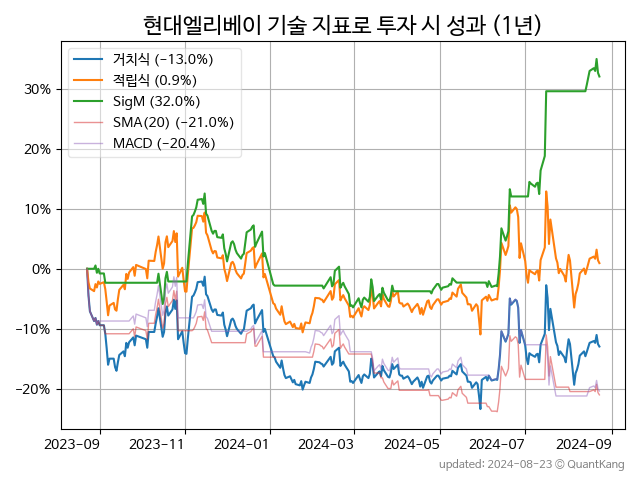 현대엘리베이 기술 지표로 투자 시 성과 (1년)
거치식 (−13.0%)
적립식 (0.9%)
SigM (32.0%)
SMA(20) (−21.0%)
MACD (−20.4%)
30%
20%
10%
0%
−10%
−20%
2023-09 2023-11 2024-01 2024-03 2024-05 2024-07 2024-09
updated: 2024-08-23 © QuantKang